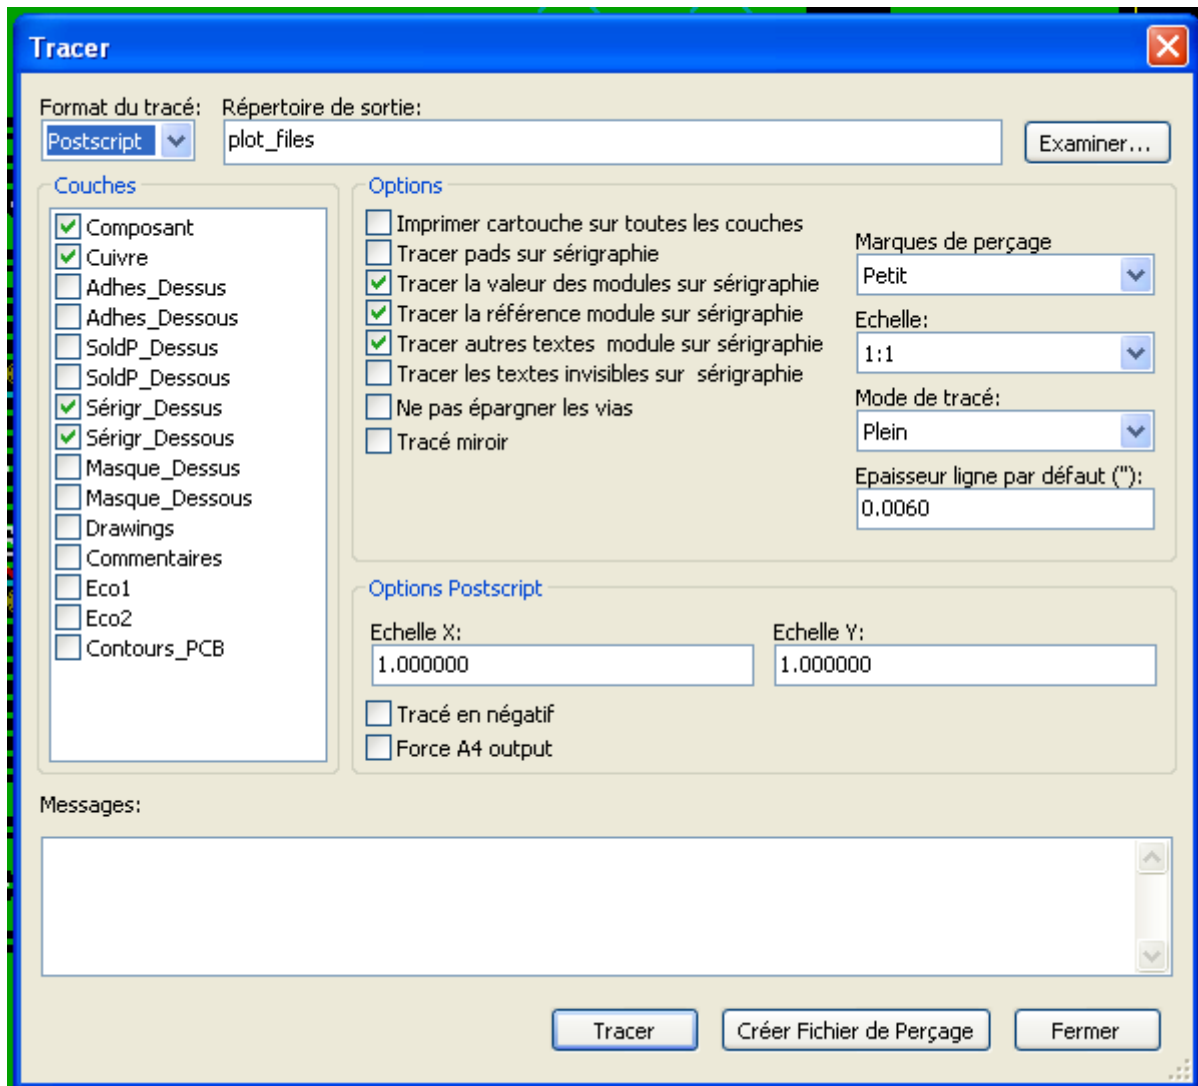 Tracer
Format du tracé: Répertoire de sortie:
Postscript plot_files Examiner...
Couches
Composant
Cuivre
Adhes_Dessus
Adhes_Dessous
SoldP_Dessus
SoldP_Dessous
Sérigr_Dessus
Sérigr_Dessous
Masque_Dessus
Masque_Dessous
Drawings
Commentaires
Eco1
Eco2
Contours_PCB
Options
Imprimer cartouche sur toutes les couches
Tracer pads sur sérigraphie
Tracer la valeur des modules sur sérigraphie
Tracer la référence module sur sérigraphie
Tracer autres textes  module sur sérigraphie
Tracer les textes invisibles sur  sérigraphie
Ne pas épargner les vias
Tracé miroir
Marques de perçage
Petit
Echelle:
1:1
Mode de tracé:
Plein
Epaisseur ligne par défaut ("):
0.0060
Options Postscript
Echelle X: Echelle Y:
1.000000 1.000000
Tracé en négatif
Force A4 output
Messages:
Tracer Créer Fichier de Perçage Fermer